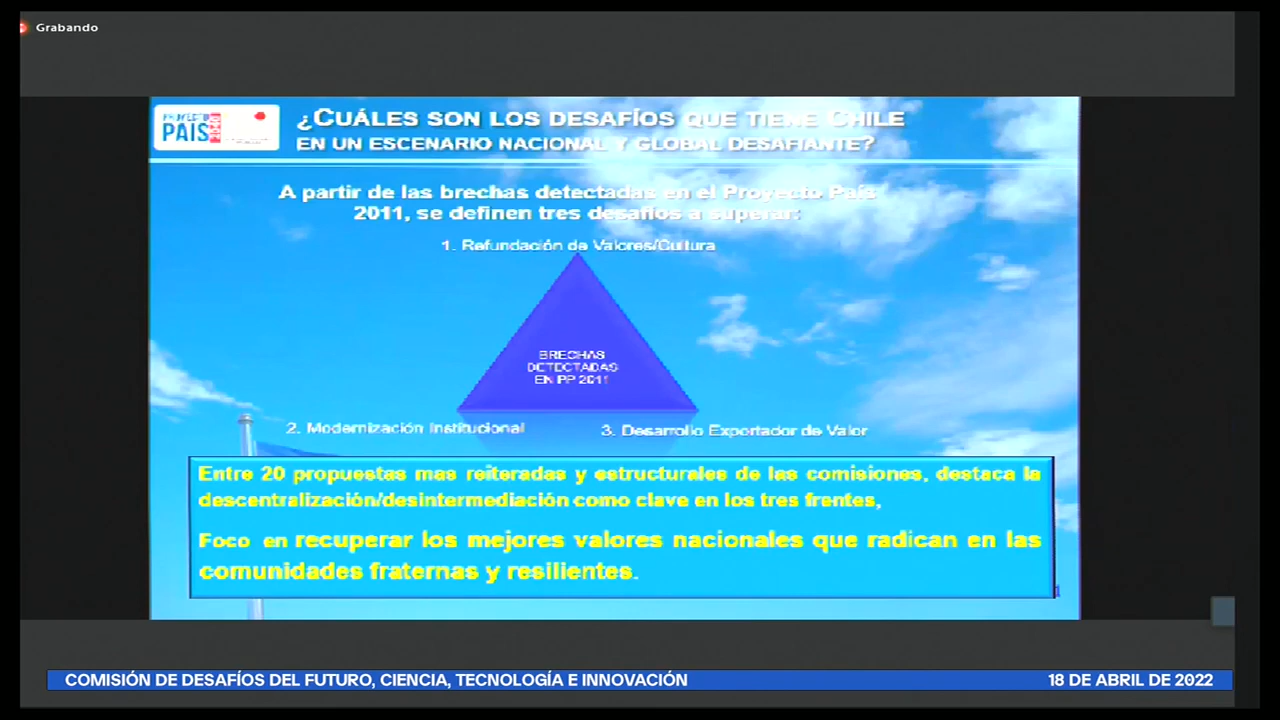 Grabando
PAÍS
¿CUÁLES SON LOS DESAFÍOS QUE TIENE CHILE
EN UN ESCENARIO NACIONAL Y GLOBAL DESAFIANTE?
A partir de las brechas detectadas en el Proyecto País
2011, se definen tres desafíos a superar:
1. Refundación de Valores/Cultura
BRECHAS
DETECTADAS
EN PP 2011
2. Modernización Institucional
3. Desarrollo Exportador de Valor
Entre 20 propuestas mas reiteradas y estructurales de las comisiones, destaca la
descentralización/desintermediación como clave en los tres frentes,
Foco en recuperar los mejores valores nacionales que radican en las
comunidades fraternas y resilientes.
COMISIÓN DE DESAFÍOS DEL FUTURO, CIENCIA, TECNOLOGÍA E INNOVACIÓN
18 DE ABRIL DE 2022